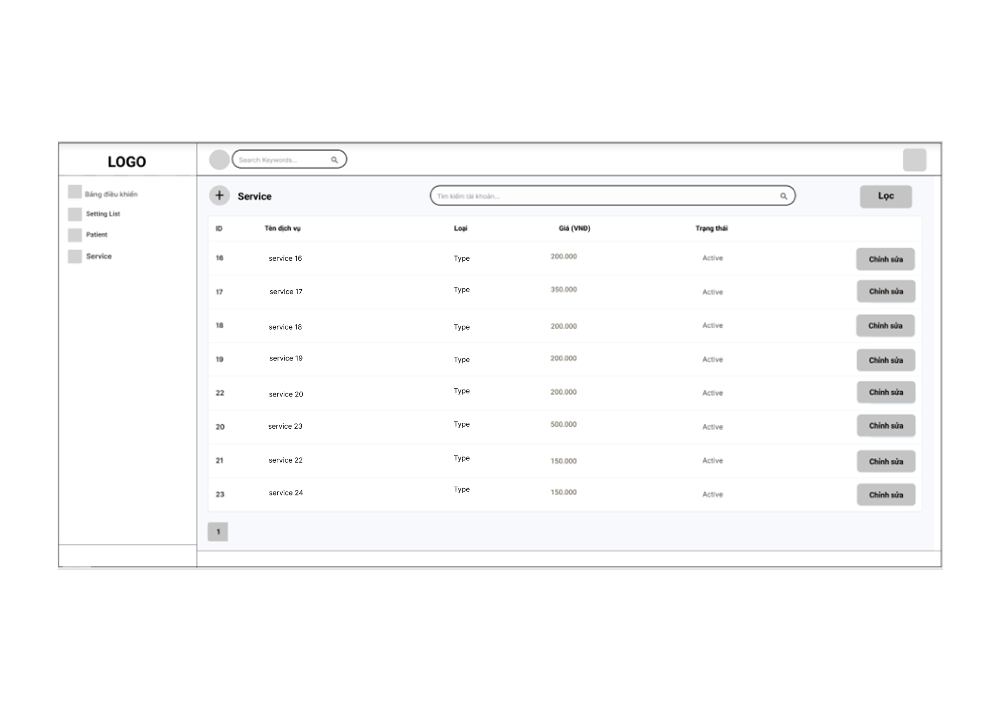 LOGO
Search Keywords...
Bảng điều khiển
Setting List
Patient
Service
+ Service
Tìm kiếm tài khoản...
Lọc
ID Tên dịch vụ Loại Giá (VNĐ) Trạng thái
16 service 16 Type 200.000 Active Chỉnh sửa
17 service 17 Type 350.000 Active Chỉnh sửa
18 service 18 Type 200.000 Active Chỉnh sửa
19 service 19 Type 200.000 Active Chỉnh sửa
22 service 20 Type 200.000 Active Chỉnh sửa
20 service 23 Type 500.000 Active Chỉnh sửa
21 service 22 Type 150.000 Active Chỉnh sửa
23 service 24 Type 150.000 Active Chỉnh sửa
1